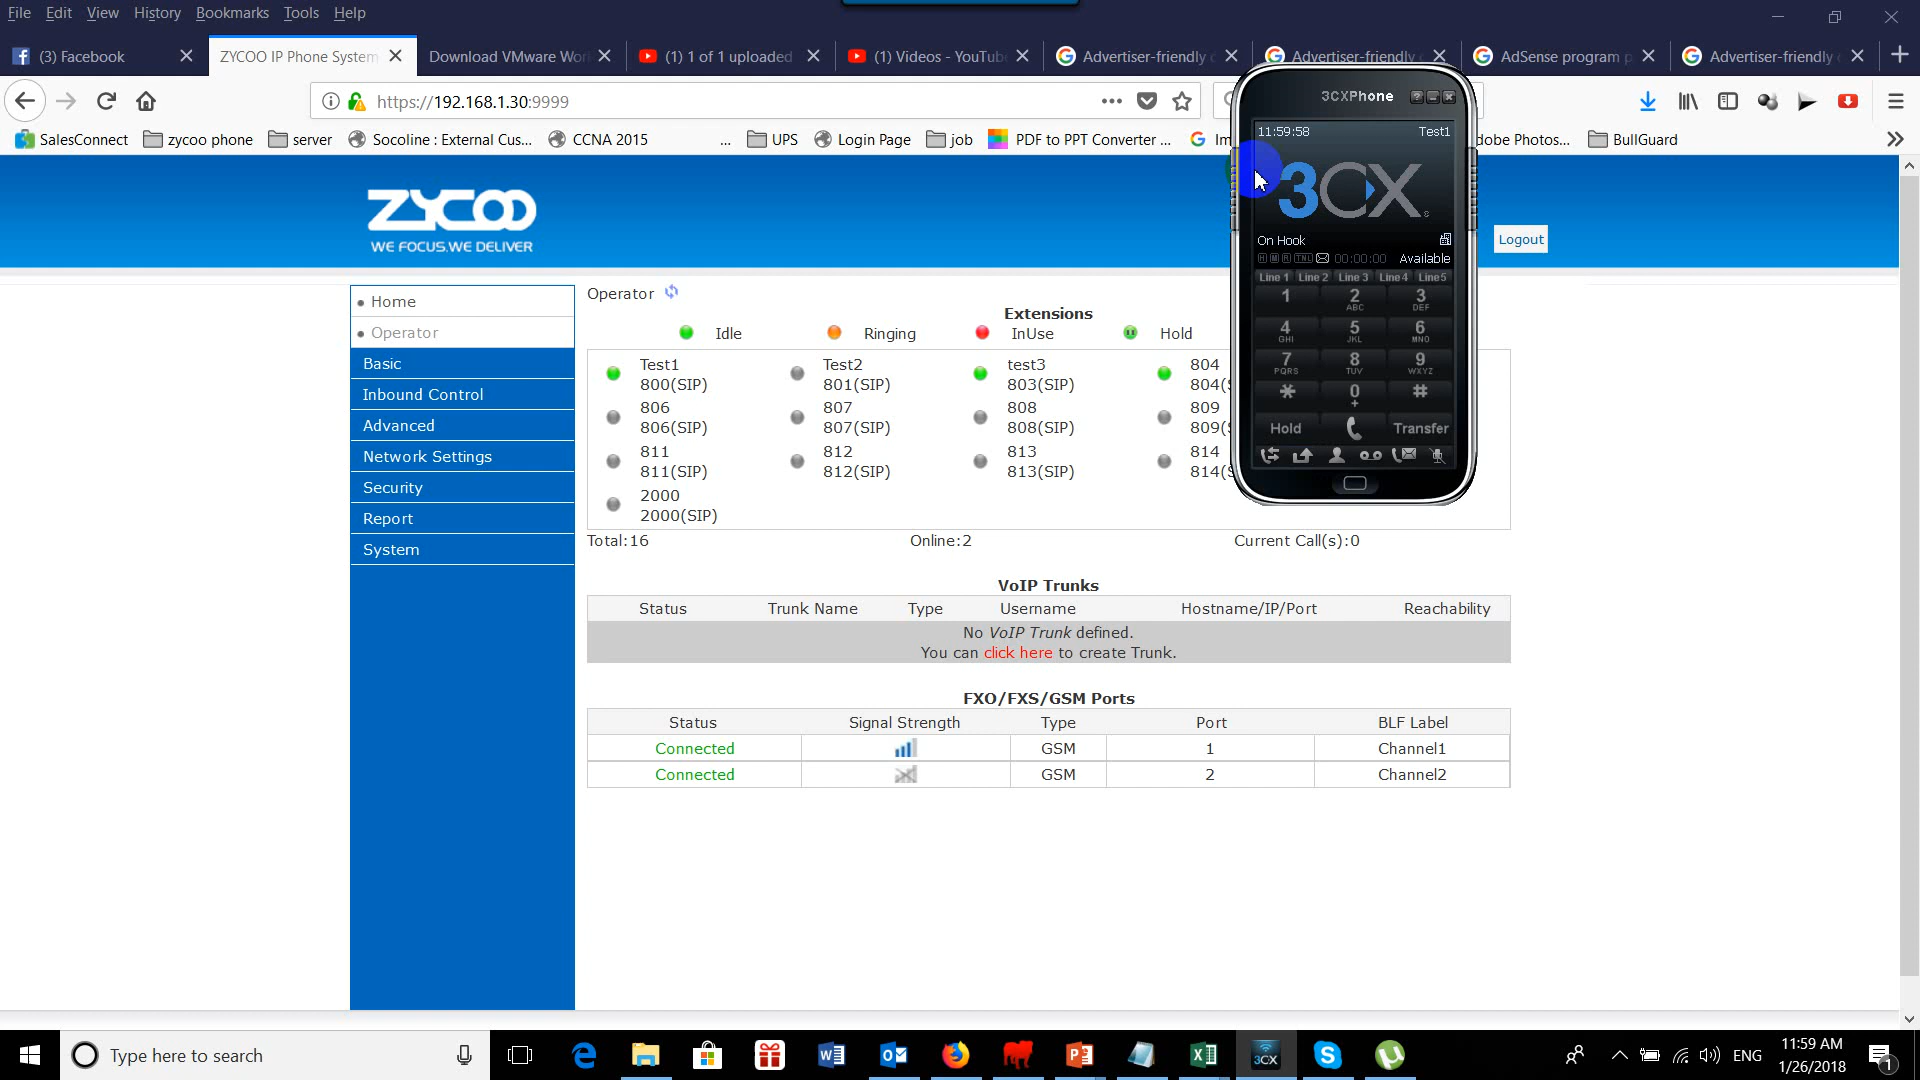 File Edit View History Bookmarks Tools Help
(3) Facebook
ZYCOO IP Phone System
Download VMware Wor
(1) 1 of 1 uploaded
(1) Videos - YouTube
Advertiser-friendly
Advertiser-friendly
AdSense program p
Advertiser-friendly
https://192.168.1.30:9999
SalesConnect zycoo phone server Socoline : External Cus... CCNA 2015 ... UPS Login Page job PDF to PPT Converter ... Im dobe Photos... BullGuard
ZYCOO
WE FOCUS.WE DELIVER
Logout
3CXPhone
11:59:58 Test1
3CX
On Hook
00:00:00 Available
Line 1 Line 2 Line 3 Line 4 Line5
1 2 3
ABC DEF
4 5 6
GHI JKL MNO
7 8 9
PQRS TUV WXYZ
* 0 #
+
Hold Transfer
Home
Operator
Basic
Inbound Control
Advanced
Network Settings
Security
Report
System
Operator
Extensions
Idle Ringing InUse Hold
Test1 Test2 test3 804
800(SIP) 801(SIP) 803(SIP) 804(S
806 807 808 809
806(SIP) 807(SIP) 808(SIP) 809(S
811 812 813 814
811(SIP) 812(SIP) 813(SIP) 814(S
2000
2000(SIP)
Total:16 Online:2 Current Call(s):0
VoIP Trunks
Status Trunk Name Type Username Hostname/IP/Port Reachability
No VoIP Trunk defined.
You can click here to create Trunk.
FXO/FXS/GSM Ports
Status Signal Strength Type Port BLF Label
Connected GSM 1 Channel1
Connected GSM 2 Channel2
Type here to search
ENG
11:59 AM
1/26/2018
1